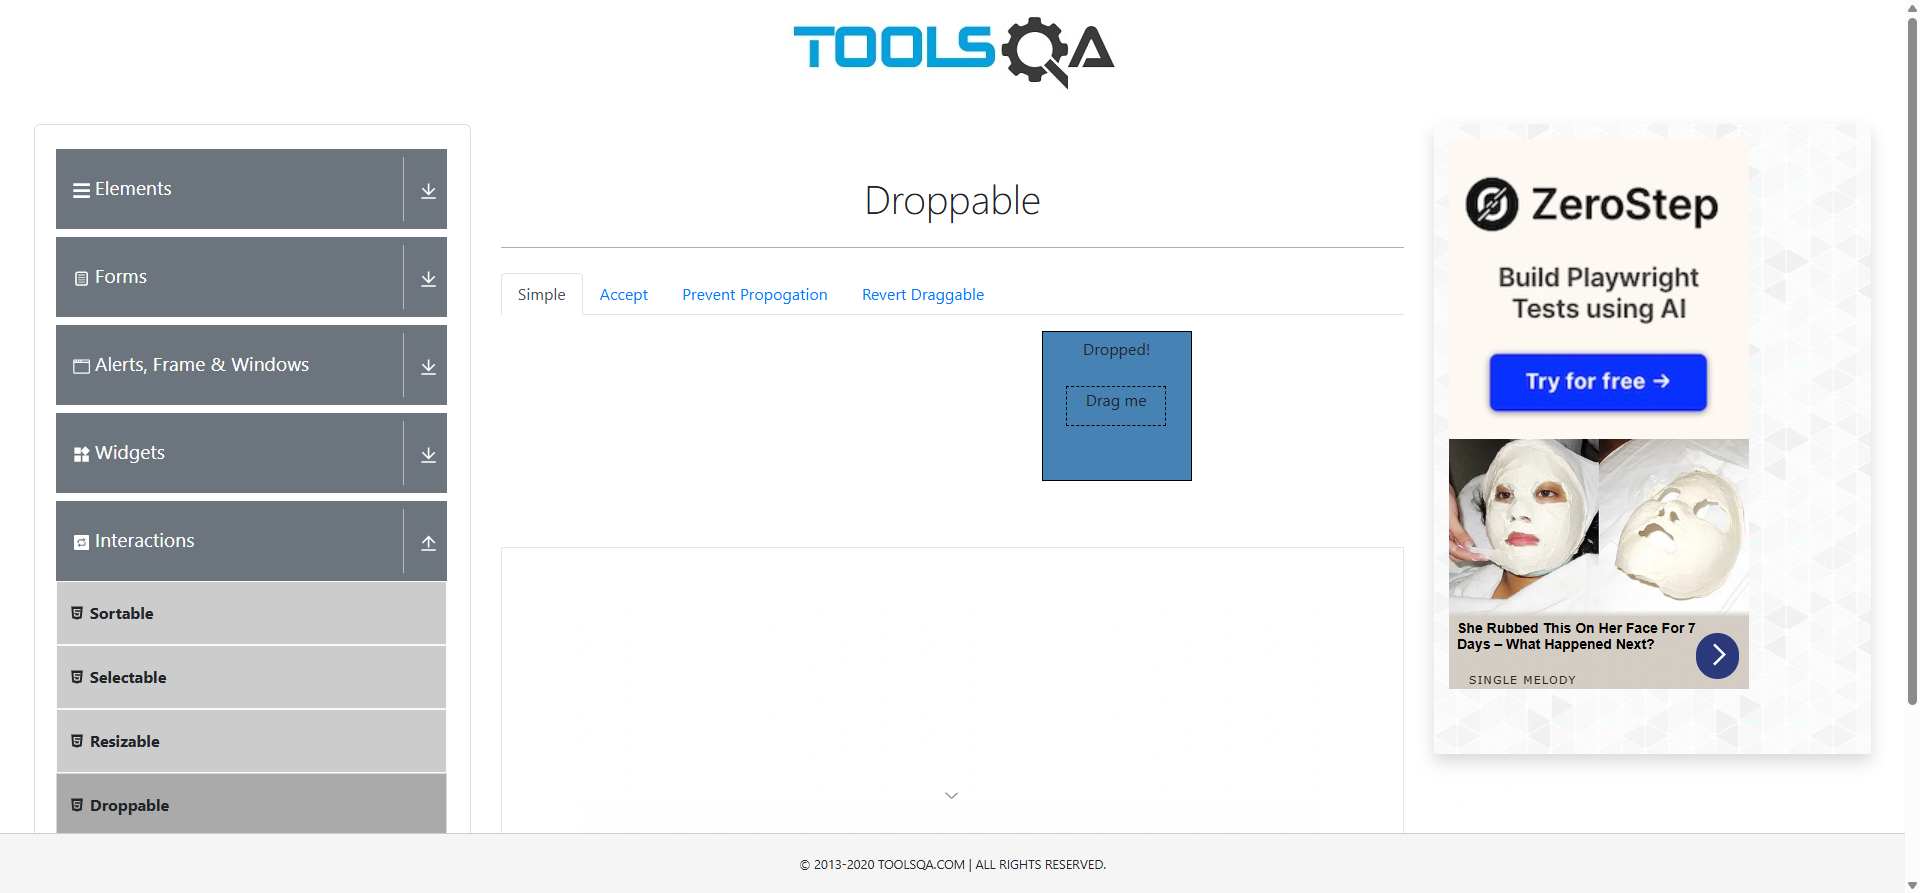 TOOLSQA
Elements
Forms
Alerts, Frame & Windows
Widgets
Interactions
Sortable
Selectable
Resizable
Droppable
Droppable
Simple
Accept
Prevent Propogation
Revert Draggable
Dropped!
Drag me
ZeroStep
Build Playwright
Tests using AI
Try for free →
She Rubbed This On Her Face For 7
Days – What Happened Next?
SINGLE MELODY
© 2013-2020 TOOLSQA.COM | ALL RIGHTS RESERVED.